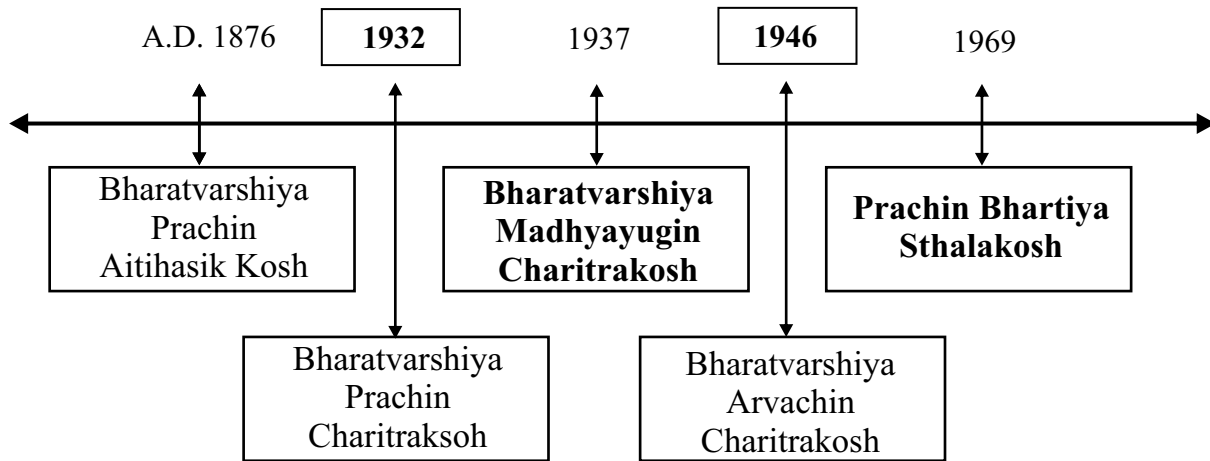 A.D. 1876 1932 1937 1946 1969
Bharatvarshiya
Prachin
Aitihasik Kosh
Bharatvarshiya
Madhyayugin
Charitrakosh
Prachin Bhartiya
Sthalakosh
Bharatvarshiya
Prachin
Charitraksoh
Bharatvarshiya
Arvachin
Charitrakosh